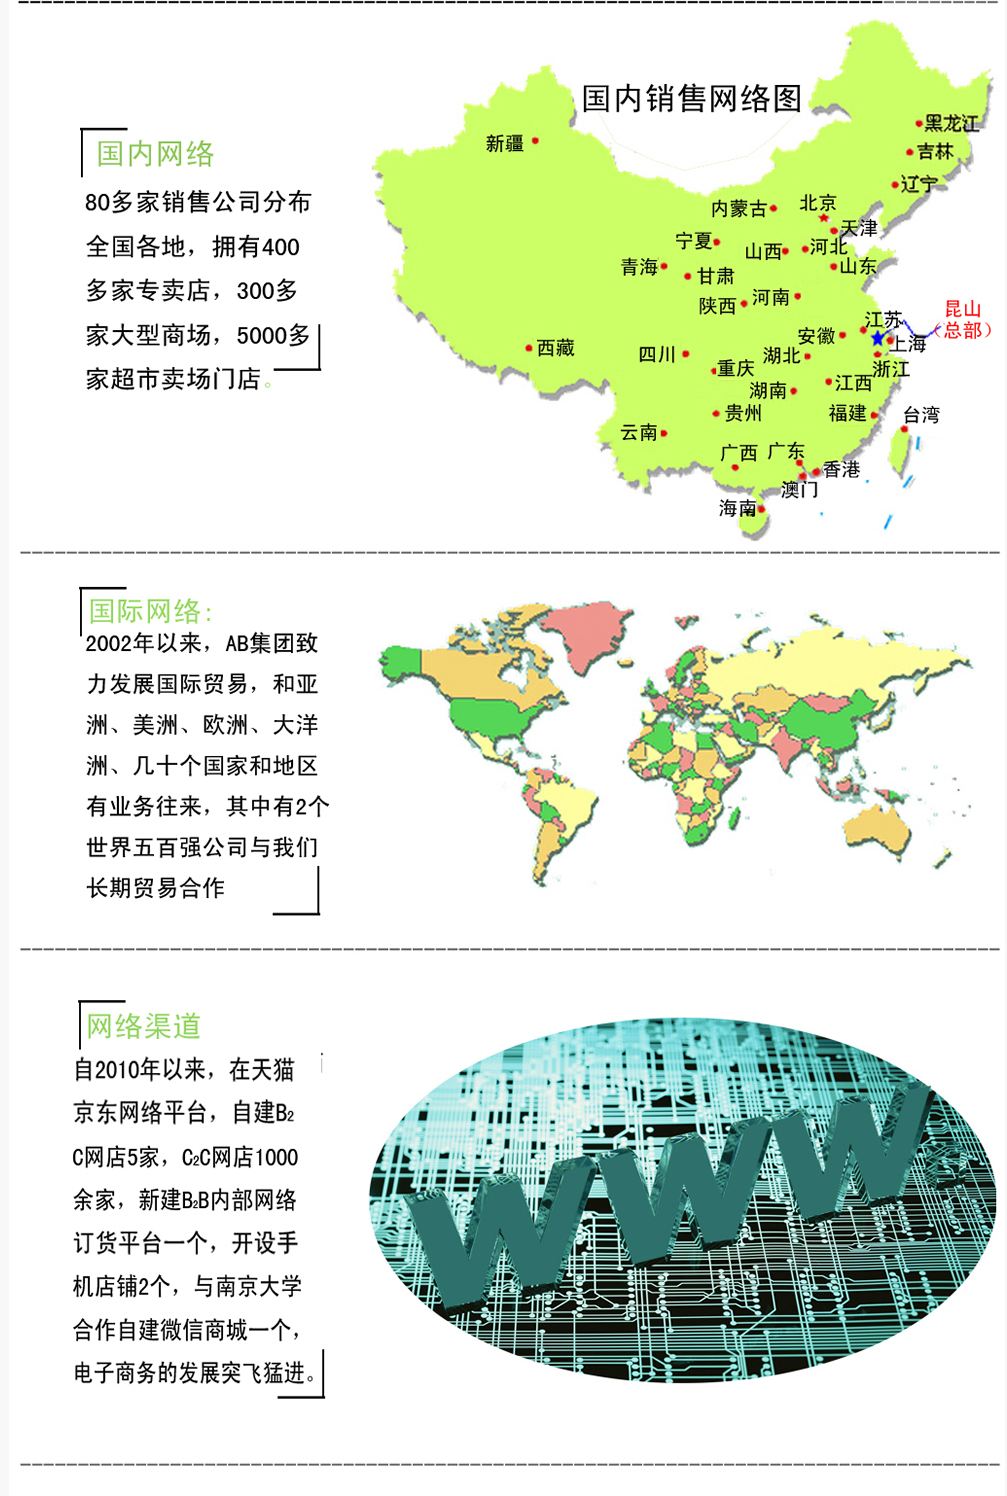 国内销售网络图
国内网络
80多家销售公司分布
全国各地，拥有400
多家专卖店，300多
家大型商场，5000多
家超市卖场门店。
新疆
黑龙江
吉林
辽宁
内蒙古
北京
天津
宁夏
山西
河北
青海
甘肃
山东
陕西
河南
昆山
（总部）
江苏
安徽
上海
西藏
四川
湖北
浙江
重庆
湖南
江西
贵州
福建
台湾
云南
广西
广东
香港
澳门
海南
国际网络：
2002年以来，AB集团致
力发展国际贸易，和亚
洲、美洲、欧洲、大洋
洲、几十个国家和地区
有业务往来，其中有2个
世界五百强公司与我们
长期贸易合作
网络渠道
自2010年以来，在天猫
京东网络平台，自建B2
C网店5家，C2C网店1000
余家，新建B2B内部网络
订货平台一个，开设手
机店铺2个，与南京大学
合作自建微信商城一个，
电子商务的发展突飞猛进。
WWW.